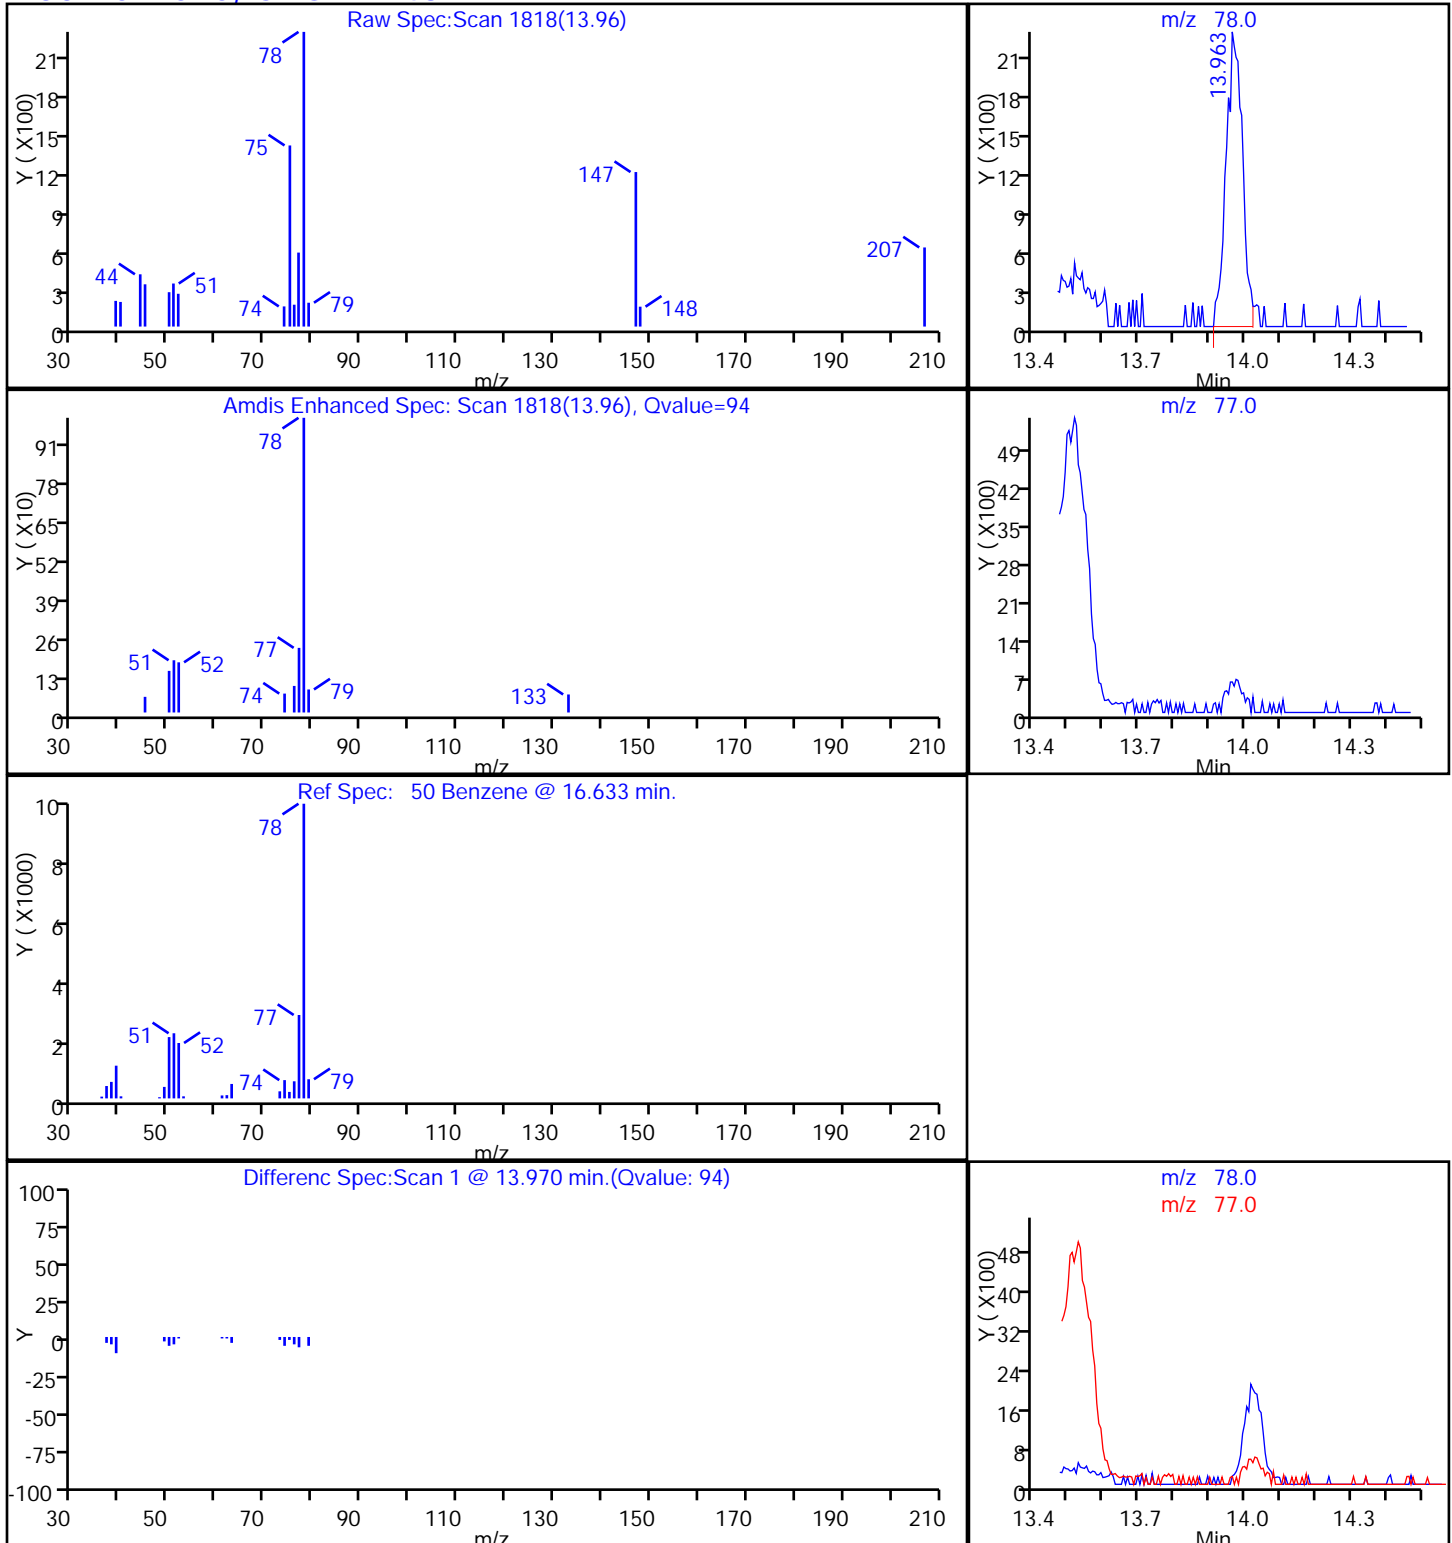 Raw Spec:Scan 1818(13.96)
Y ( X100)
21
18
15
12
9
6
3
0
78
75
147
207
44
51
74
79
148
30 50 70 90 110 130 150 170 190 210
m/z
m/z 78.0
Y ( X100)
21
18
15
12
9
6
3
0
13.963
13.4 13.7 14.0 14.3
Min
Amdis Enhanced Spec: Scan 1818(13.96), Qvalue=94
Y ( X10)
91
78
65
52
39
26
13
0
78
77
51
52
74
79
133
30 50 70 90 110 130 150 170 190 210
m/z
m/z 77.0
Y ( X100)
49
42
35
28
21
14
7
0
13.4 13.7 14.0 14.3
Min
Ref Spec: 50 Benzene @ 16.633 min.
Y ( X1000)
10
8
6
4
2
0
78
77
51
52
74
79
30 50 70 90 110 130 150 170 190 210
m/z
Differenc Spec:Scan 1 @ 13.970 min.(Qvalue: 94)
Y
100
75
50
25
0
-25
-50
-75
-100
30 50 70 90 110 130 150 170 190 210
m/z
m/z 78.0
m/z 77.0
Y ( X100)
48
40
32
24
16
8
0
13.4 13.7 14.0 14.3
Min